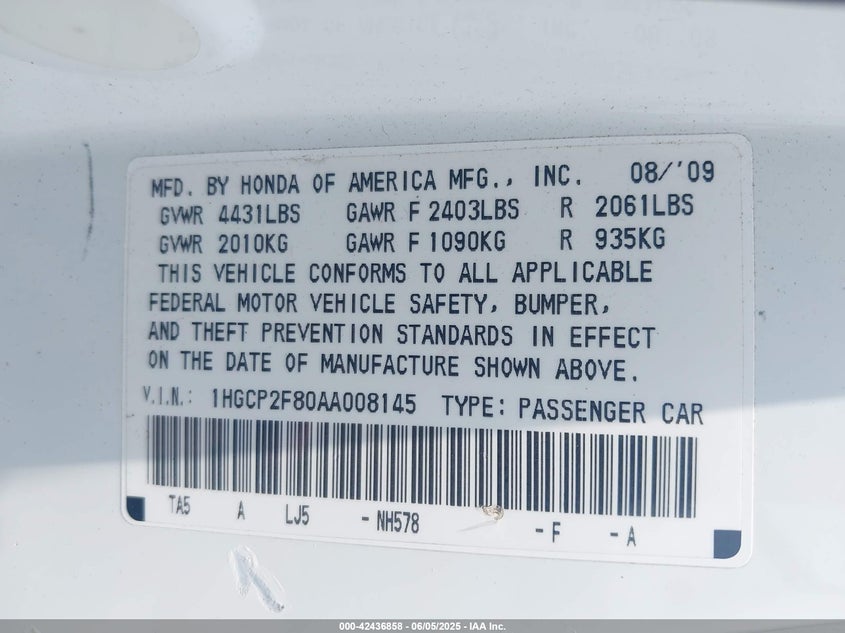 MFD. BY HONDA OF AMERICA MFG., INC. 08/'09
GVWR 4431LBS GAWR F 2403LBS R 2061LBS
GVWR 2010KG GAWR F 1090KG R 935KG
THIS VEHICLE CONFORMS TO ALL APPLICABLE
FEDERAL MOTOR VEHICLE SAFETY, BUMPER,
AND THEFT PREVENTION STANDARDS IN EFFECT
ON THE DATE OF MANUFACTURE SHOWN ABOVE.
V.I.N.: 1HGCP2F80AA008145 TYPE: PASSENGER CAR
TA5 A LJ5 -NH578 -F -A
000-42436858 - 06/05/2025 - IAA Inc.